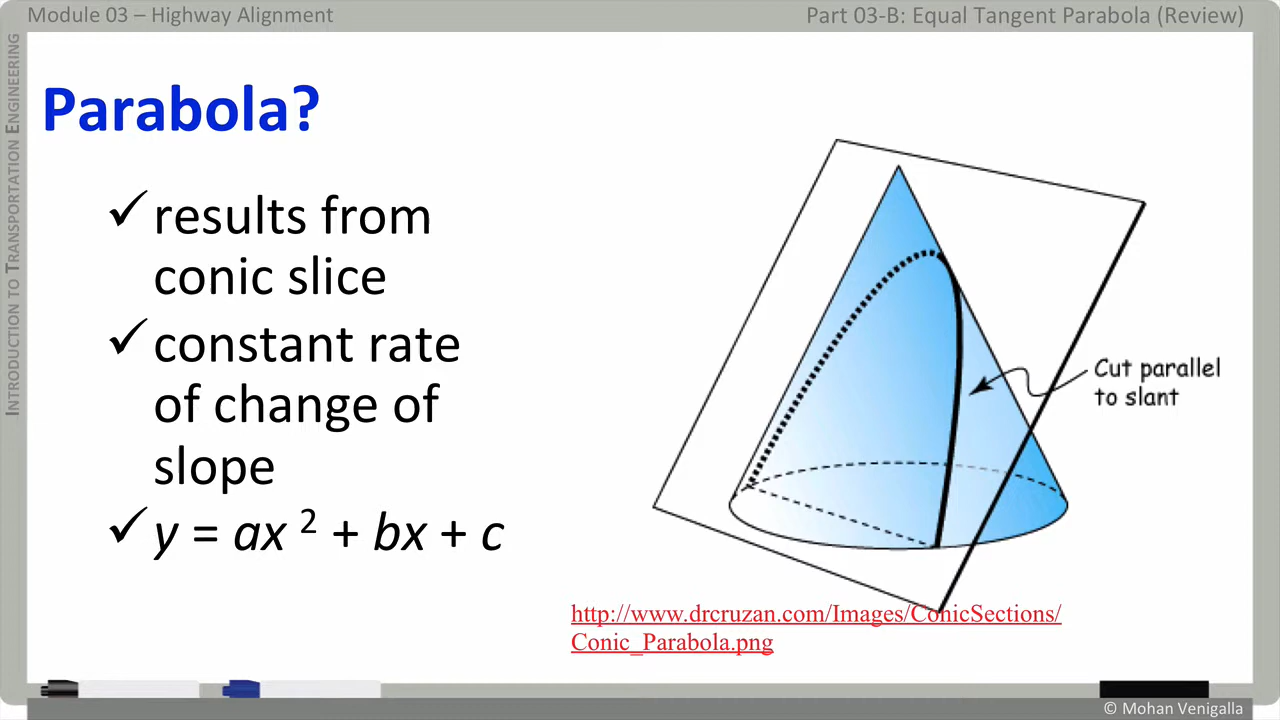 Module 03 – Highway Alignment
Part 03-B: Equal Tangent Parabola (Review)
INTRODUCTION TO TRANSPORTATION ENGINEERING
Parabola?
✓ results from
conic slice
✓ constant rate
of change of
slope
✓ y = ax ² + bx + c
Cut parallel
to slant
http://www.drcruzan.com/Images/ConicSections/
Conic_Parabola.png
© Mohan Venigalla